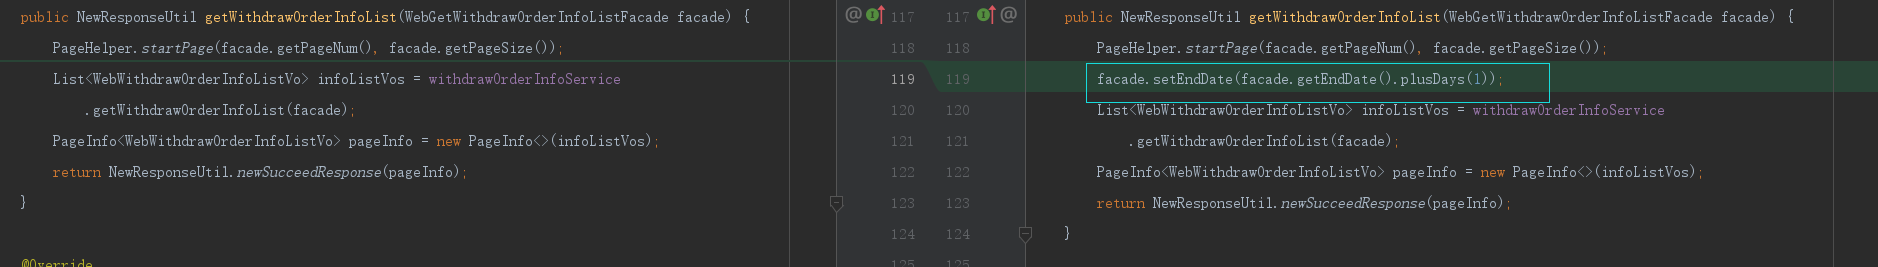 public NewResponseUtil getWithdrawOrderInfoList(WebGetWithdrawOrderInfoListFacade facade) {
PageHelper.startPage(facade.getPageNum(), facade.getPageSize());
List<WebWithdrawOrderInfoListVo> infoListVos = withdrawOrderInfoService
.getWithdrawOrderInfoList(facade);
PageInfo<WebWithdrawOrderInfoListVo> pageInfo = new PageInfo<>(infoListVos);
return NewResponseUtil.newSucceedResponse(pageInfo);
}
@Override
@ 117 117 @
118 118
119 119
120 120
121 121
122 122
123 123
124 124
125 125
public NewResponseUtil getWithdrawOrderInfoList(WebGetWithdrawOrderInfoListFacade facade) {
PageHelper.startPage(facade.getPageNum(), facade.getPageSize());
facade.setEndDate(facade.getEndDate().plusDays(1));
List<WebWithdrawOrderInfoListVo> infoListVos = withdrawOrderInfoService
.getWithdrawOrderInfoList(facade);
PageInfo<WebWithdrawOrderInfoListVo> pageInfo = new PageInfo<>(infoListVos);
return NewResponseUtil.newSucceedResponse(pageInfo);
}